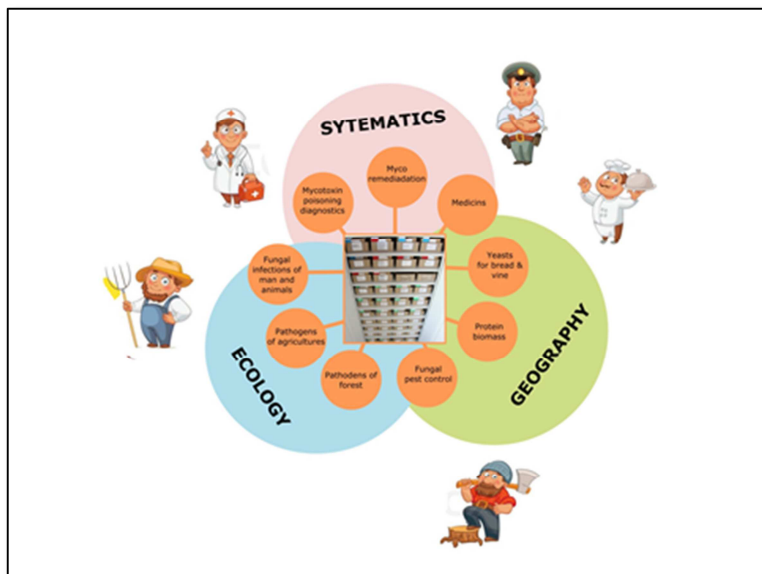 SYTEMATICS
Myco
remediadation
Mycotoxin
poisoning
diagnostics
Medicins
Fungal
infections of
man and
animals
Yeasts
for bread &
vine
Pathogens
of agricultures
Protein
biomass
Pathodens of
forest
Fungal
pest control
ECOLOGY
GEOGRAPHY